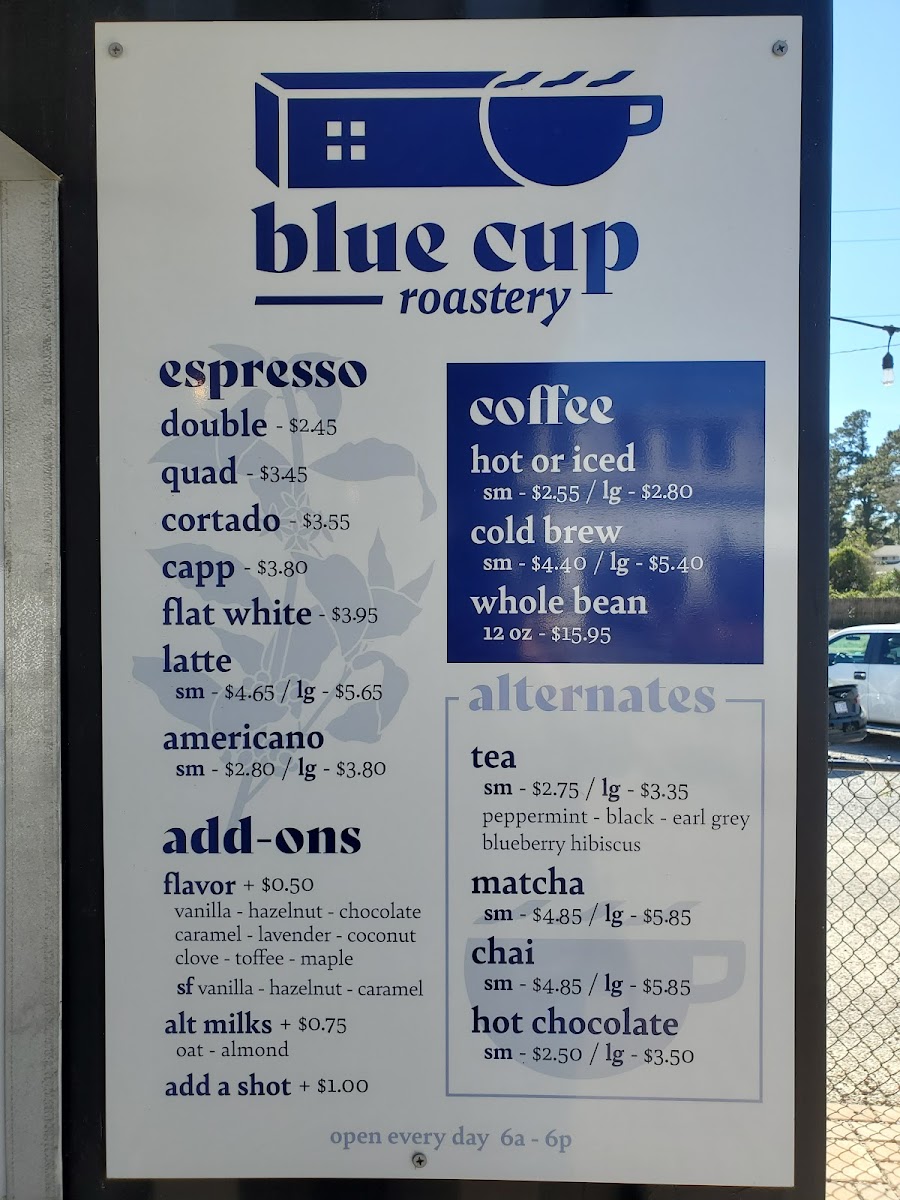 blue cup
roastery
espresso
double - $2.45
quad - $3.45
cortado - $3.55
capp - $3.80
flat white - $3.95
latte
sm - $4.65 / lg - $5.65
americano
sm - $2.80 / lg - $3.80
add-ons
flavor + $0.50
vanilla - hazelnut - chocolate
caramel - lavender - coconut
clove - toffee - maple
sf vanilla - hazelnut - caramel
alt milks + $0.75
oat - almond
add a shot + $1.00
coffee
hot or iced
sm - $2.55 / lg - $2.80
cold brew
sm - $4.40 / lg - $5.40
whole bean
12 oz - $15.95
alternates
tea
sm - $2.75 / lg - $3.35
peppermint - black - earl grey
blueberry hibiscus
matcha
sm - $4.85 / lg - $5.85
chai
sm - $4.85 / lg - $5.85
hot chocolate
sm - $2.50 / lg - $3.50
open every day 6a - 6p